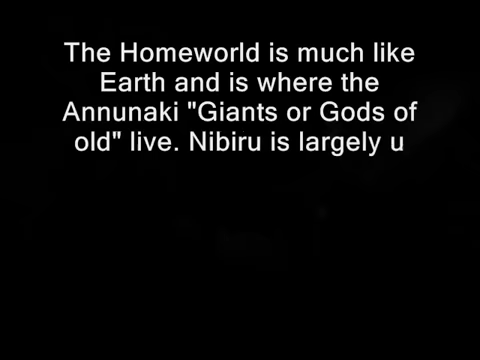 The Homeworld is much like
Earth and is where the
Annunaki "Giants or Gods of
old" live. Nibiru is largely u